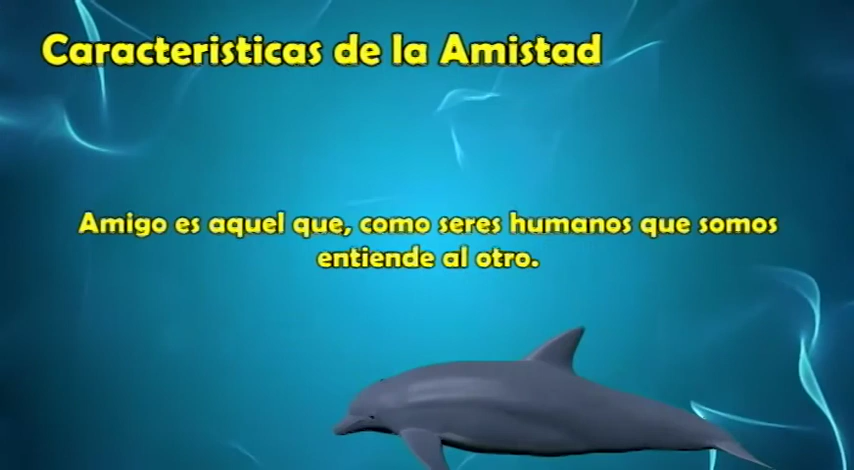 Caracteristicas de la Amistad
Amigo es aquel que, como seres humanos que somos
entiende al otro.